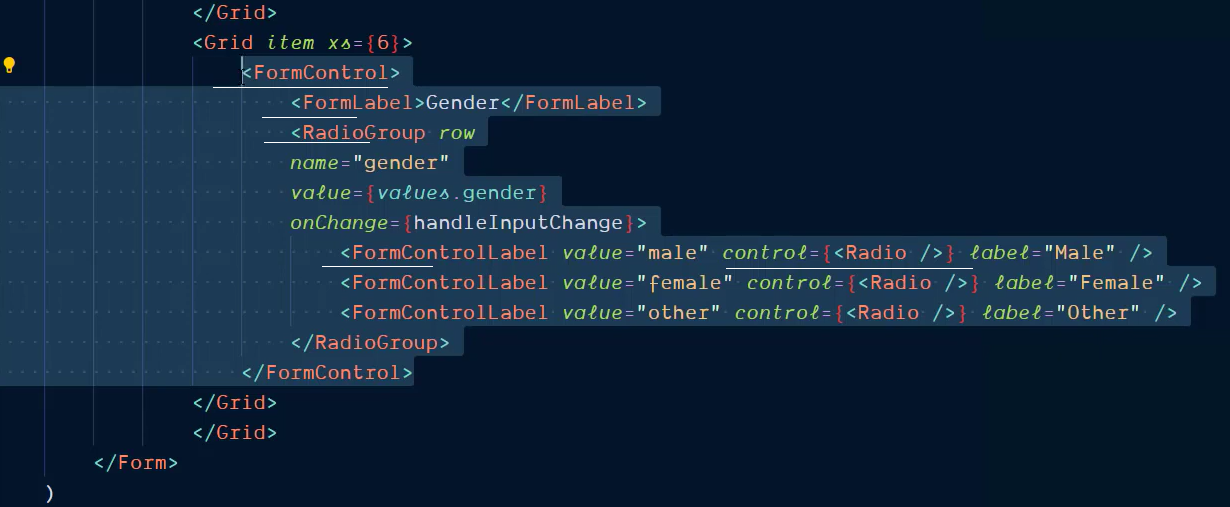 </Grid>
<Grid item xs={6}>
<FormControl>
<FormLabel>Gender</FormLabel>
<RadioGroup row
name="gender"
value={values.gender}
onChange={handleInputChange}>
<FormControlLabel value="male" control={<Radio />} label="Male" />
<FormControlLabel value="female" control={<Radio />} label="Female" />
<FormControlLabel value="other" control={<Radio />} label="Other" />
</RadioGroup>
</FormControl>
</Grid>
</Grid>
</Form>
)